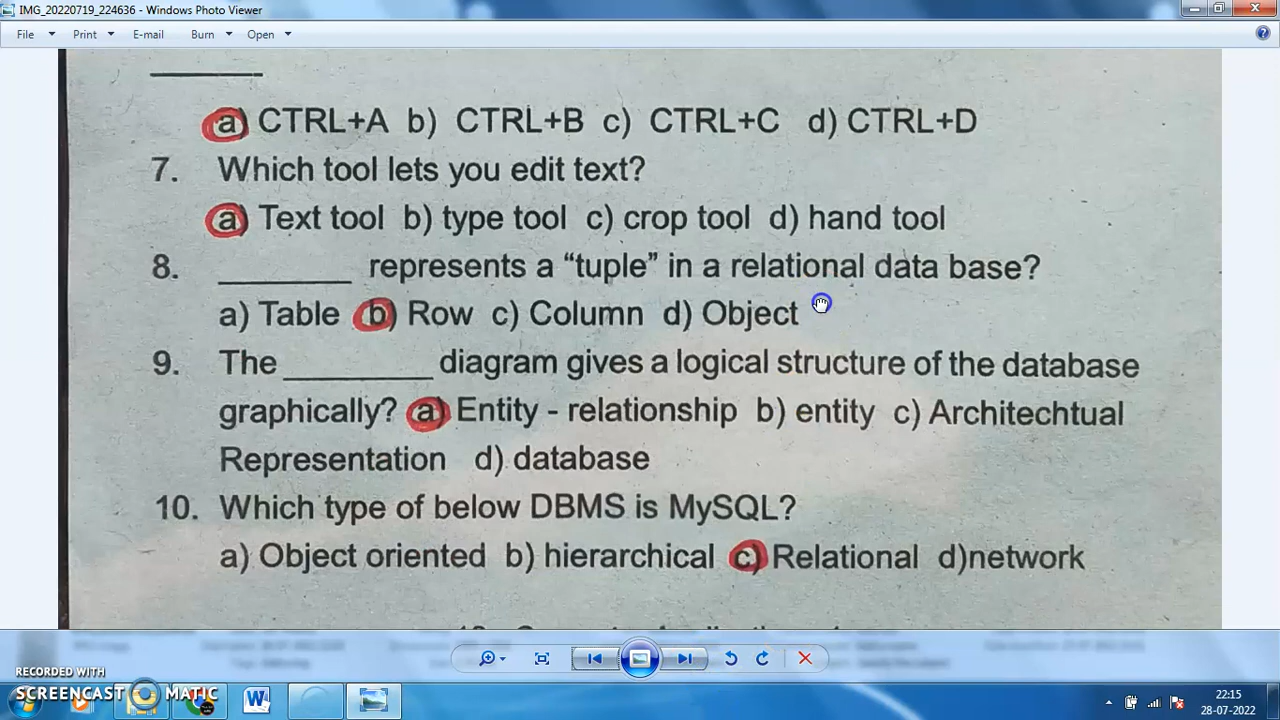 IMG_20220719_224636 - Windows Photo Viewer
File Print E-mail Burn Open
a) CTRL+A b) CTRL+B c) CTRL+C d) CTRL+D
7. Which tool lets you edit text?
a) Text tool b) type tool c) crop tool d) hand tool
8. ________ represents a “tuple” in a relational data base?
a) Table b) Row c) Column d) Object
9. The _________ diagram gives a logical structure of the database
graphically? a) Entity - relationship b) entity c) Architechtual
Representation d) database
10. Which type of below DBMS is MySQL?
a) Object oriented b) hierarchical c) Relational d)network
RECORDED WITH
SCREENCAST MATIC
22:15
28-07-2022